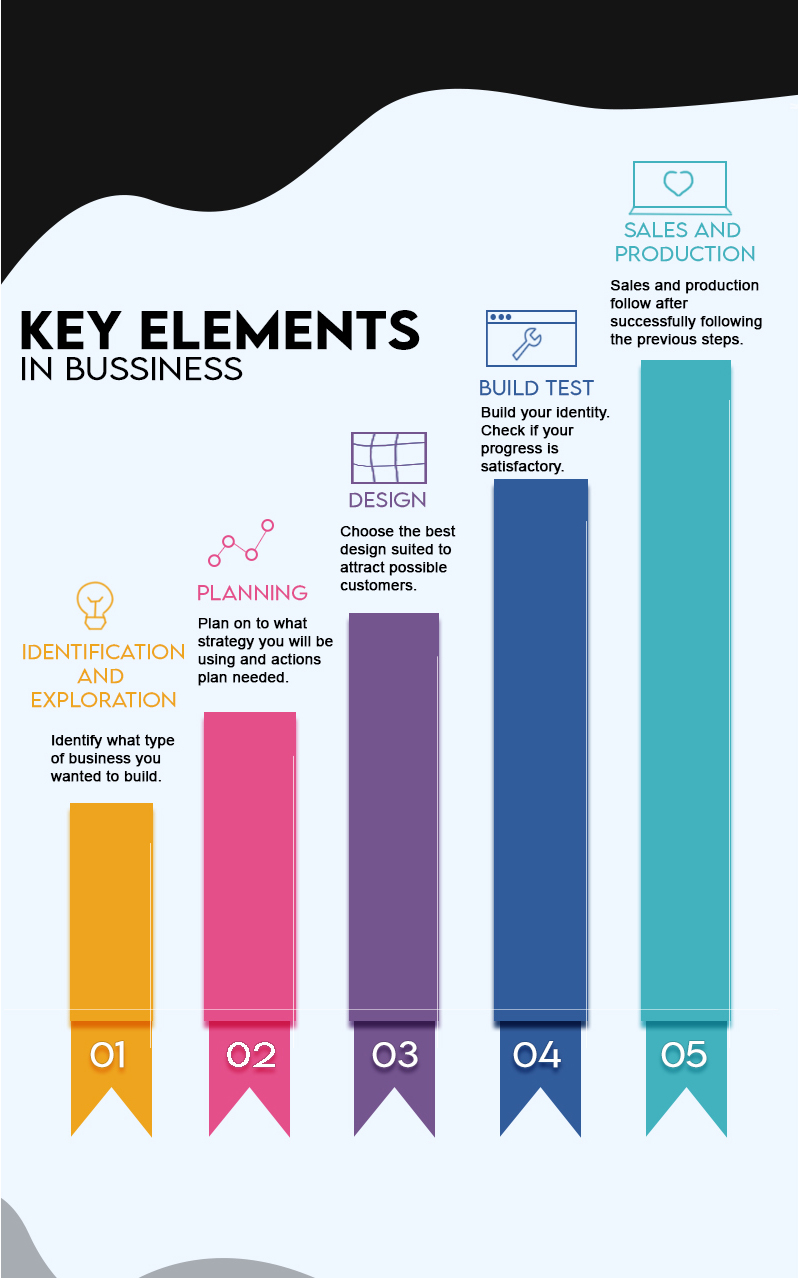 KEY ELEMENTS
IN BUSSINESS
IDENTIFICATION
AND
EXPLORATION
Identify what type
of business you
wanted to build.
PLANNING
Plan on to what
strategy you will be
using and actions
plan needed.
DESIGN
Choose the best
design suited to
attract possible
customers.
BUILD TEST
Build your identity.
Check if your
progress is
satisfactory.
SALES AND
PRODUCTION
Sales and production
follow after
successfully following
the previous steps.
01
02
03
04
05